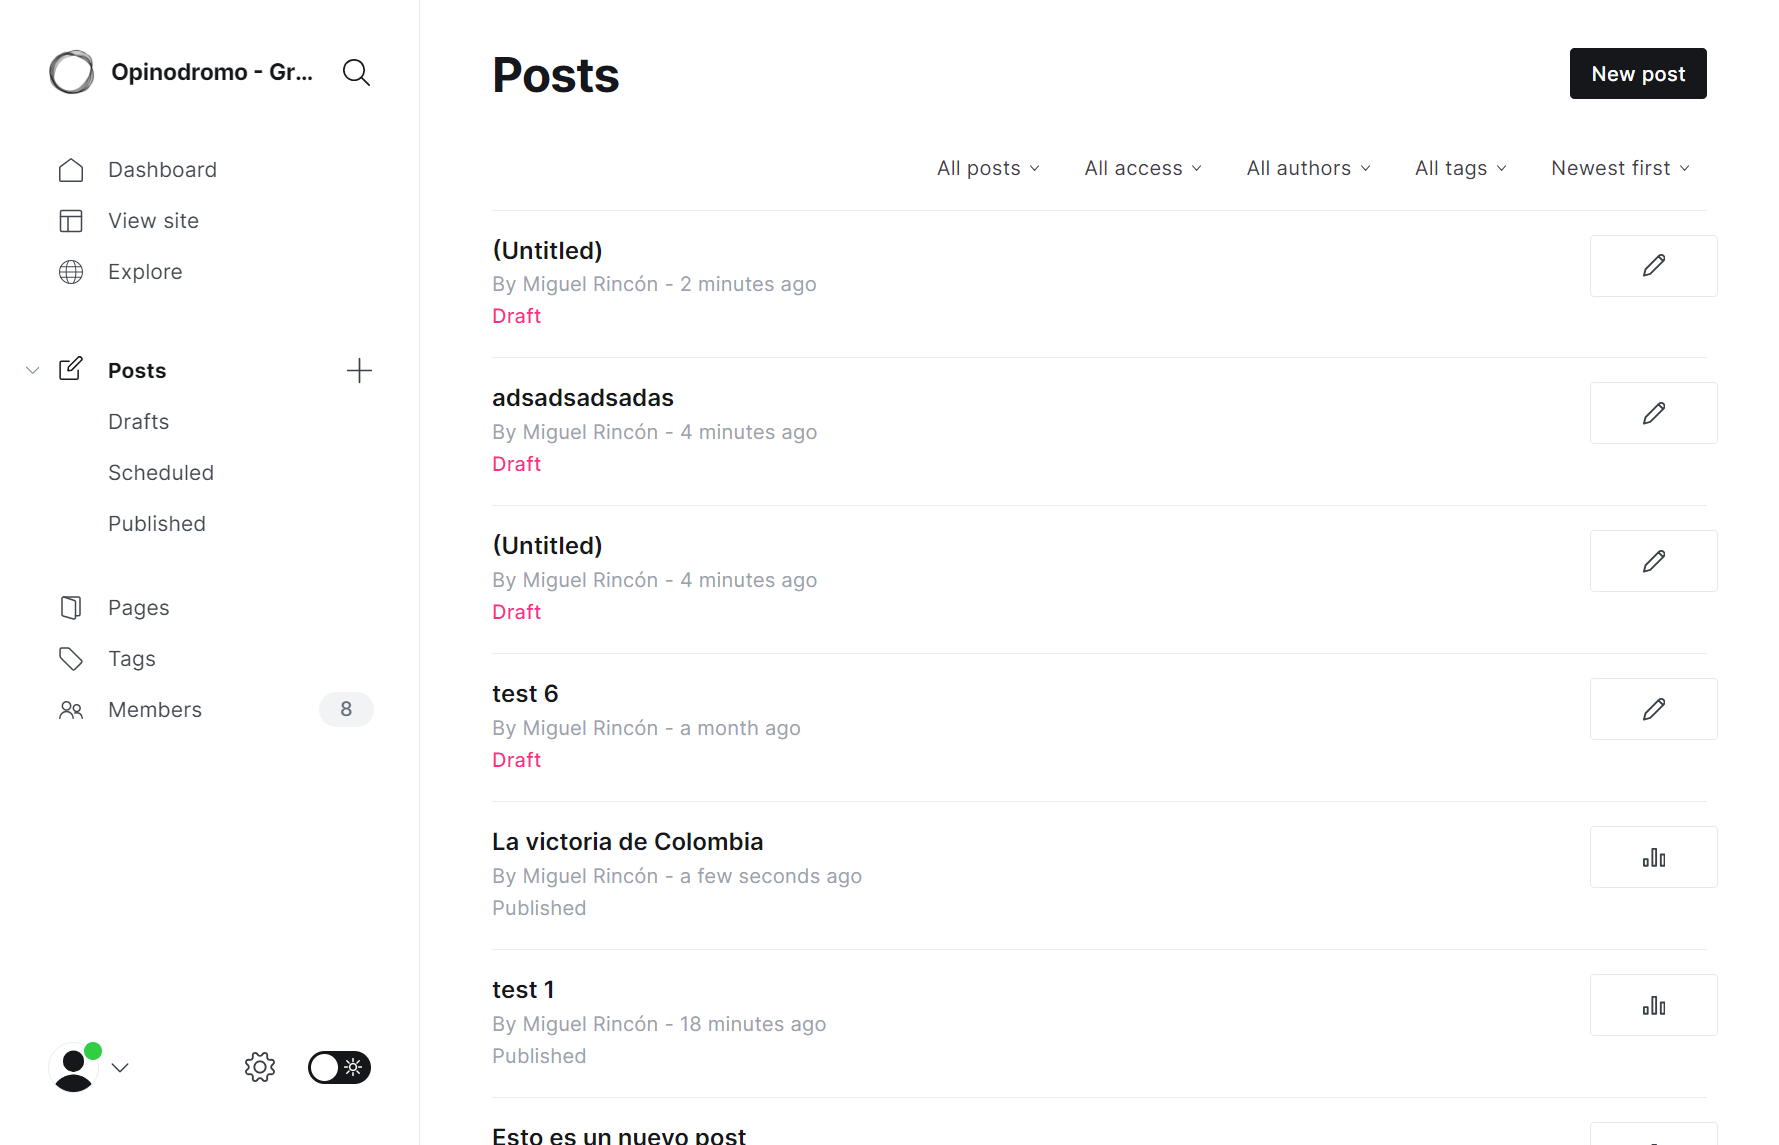 Opinodromo - Gr...
Dashboard
View site
Explore
Posts
Drafts
Scheduled
Published
Pages
Tags
Members 8
Posts
New post
All posts All access All authors All tags Newest first
(Untitled)
By Miguel Rincón - 2 minutes ago
Draft
adsadsadsadas
By Miguel Rincón - 4 minutes ago
Draft
(Untitled)
By Miguel Rincón - 4 minutes ago
Draft
test 6
By Miguel Rincón - a month ago
Draft
La victoria de Colombia
By Miguel Rincón - a few seconds ago
Published
test 1
By Miguel Rincón - 18 minutes ago
Published
Esto es un nuevo post